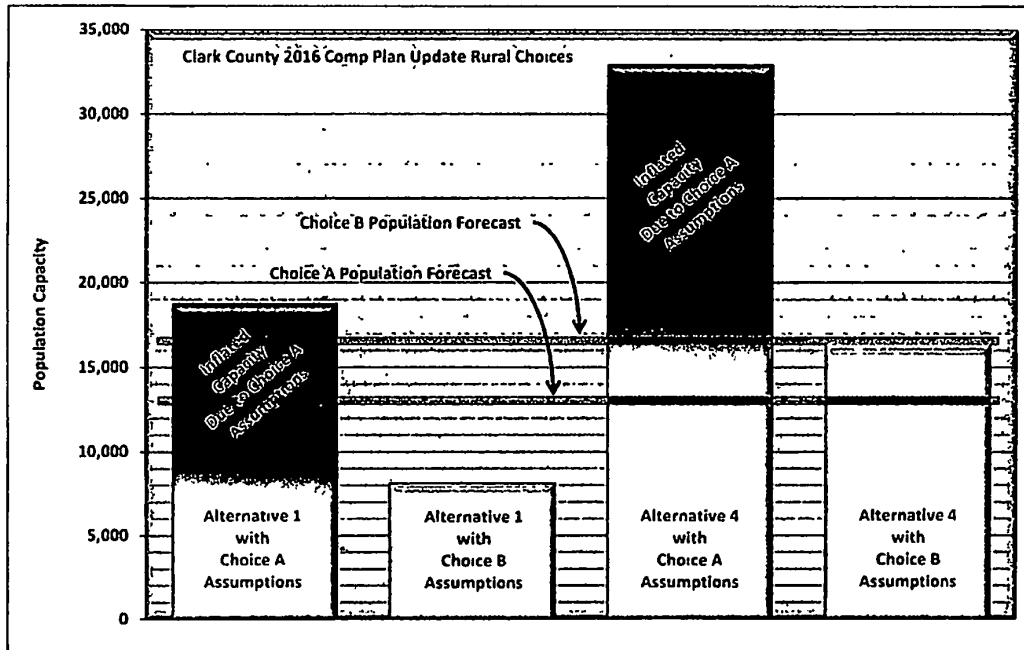 Clark County 2016 Comp Plan Update Rural Choices
35,000
30,000
25,000
20,000
15,000
10,000
5,000
0
Population Capacity
Choice B Population Forecast
Choice A Population Forecast
Inflated
Capacity
Due to Choice A
Assumptions
Inflated
Capacity
Due to Choice A
Assumptions
Alternative 1
with
Choice A
Assumptions
Alternative 1
with
Choice B
Assumptions
Alternative 4
with
Choice A
Assumptions
Alternative 4
with
Choice B
Assumptions